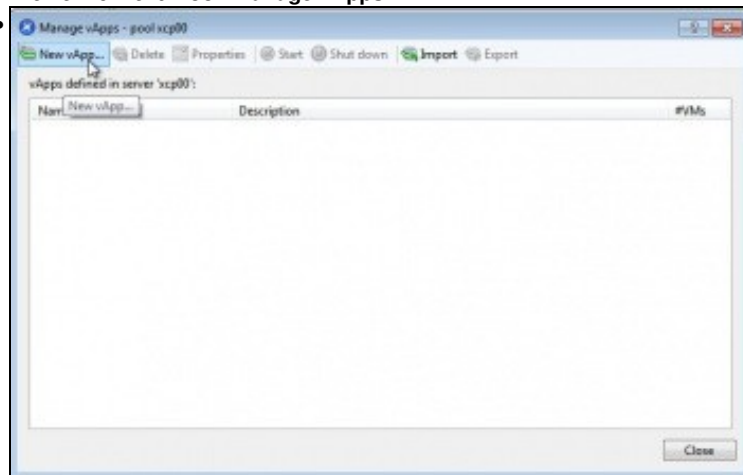 Manage vApps - pool xcp00
New vApp... Delete Properties Start Shut down Import Export
vApps defined in server 'xcp00':
Nam New vApp... Description #VMs
Close